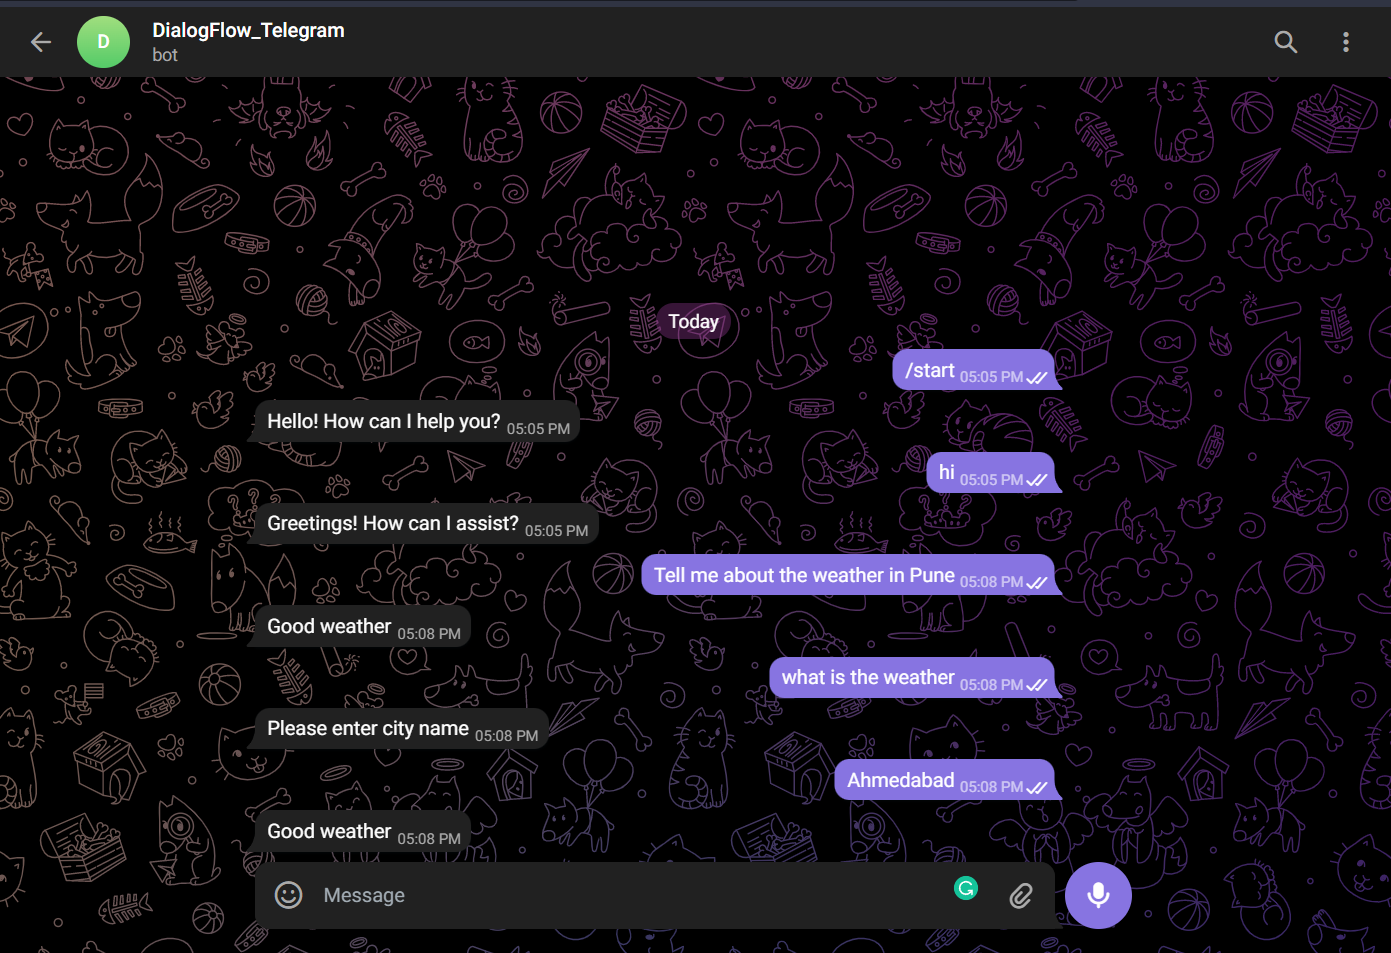 D
DialogFlow_Telegram
bot
Today
/start 05:05 PM
Hello! How can I help you? 05:05 PM
hi 05:05 PM
Greetings! How can I assist? 05:05 PM
Tell me about the weather in Pune 05:08 PM
Good weather 05:08 PM
what is the weather 05:08 PM
Please enter city name 05:08 PM
Ahmedabad 05:08 PM
Good weather 05:08 PM
Message